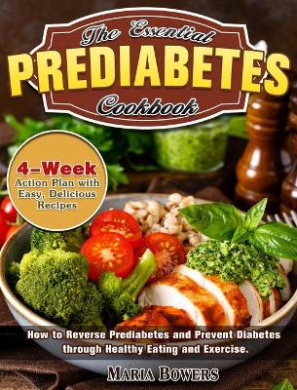 The Essential
PREDIABETES
Cookbook
4-Week
Action Plan with
Easy, Delicious
Recipes
How to Reverse Prediabetes and Prevent Diabetes
through Healthy Eating and Exercise.
MARIA BOWERS